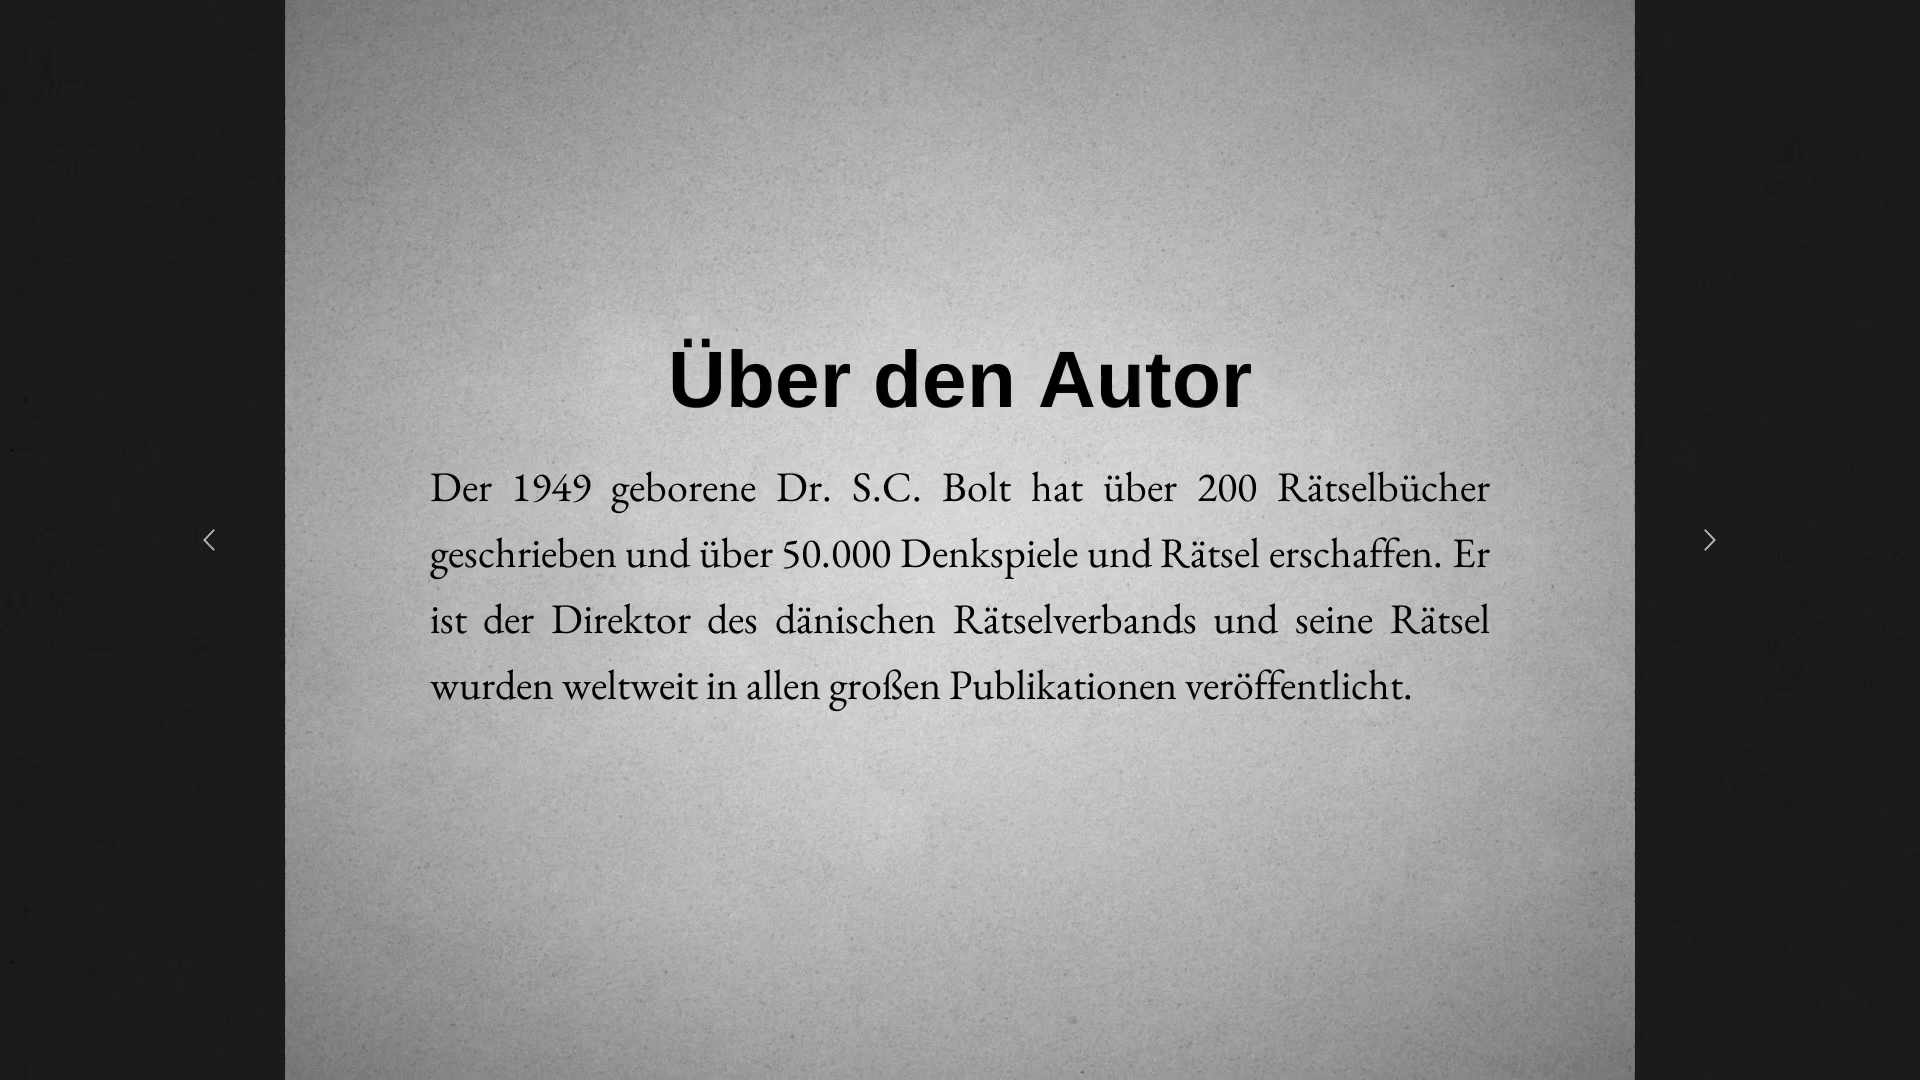 Über den Autor
Der 1949 geborene Dr. S.C. Bolt hat über 200 Rätselbücher
geschrieben und über 50.000 Denkspiele und Rätsel erschaffen. Er
ist der Direktor des dänischen Rätselverbands und seine Rätsel
wurden weltweit in allen großen Publikationen veröffentlicht.